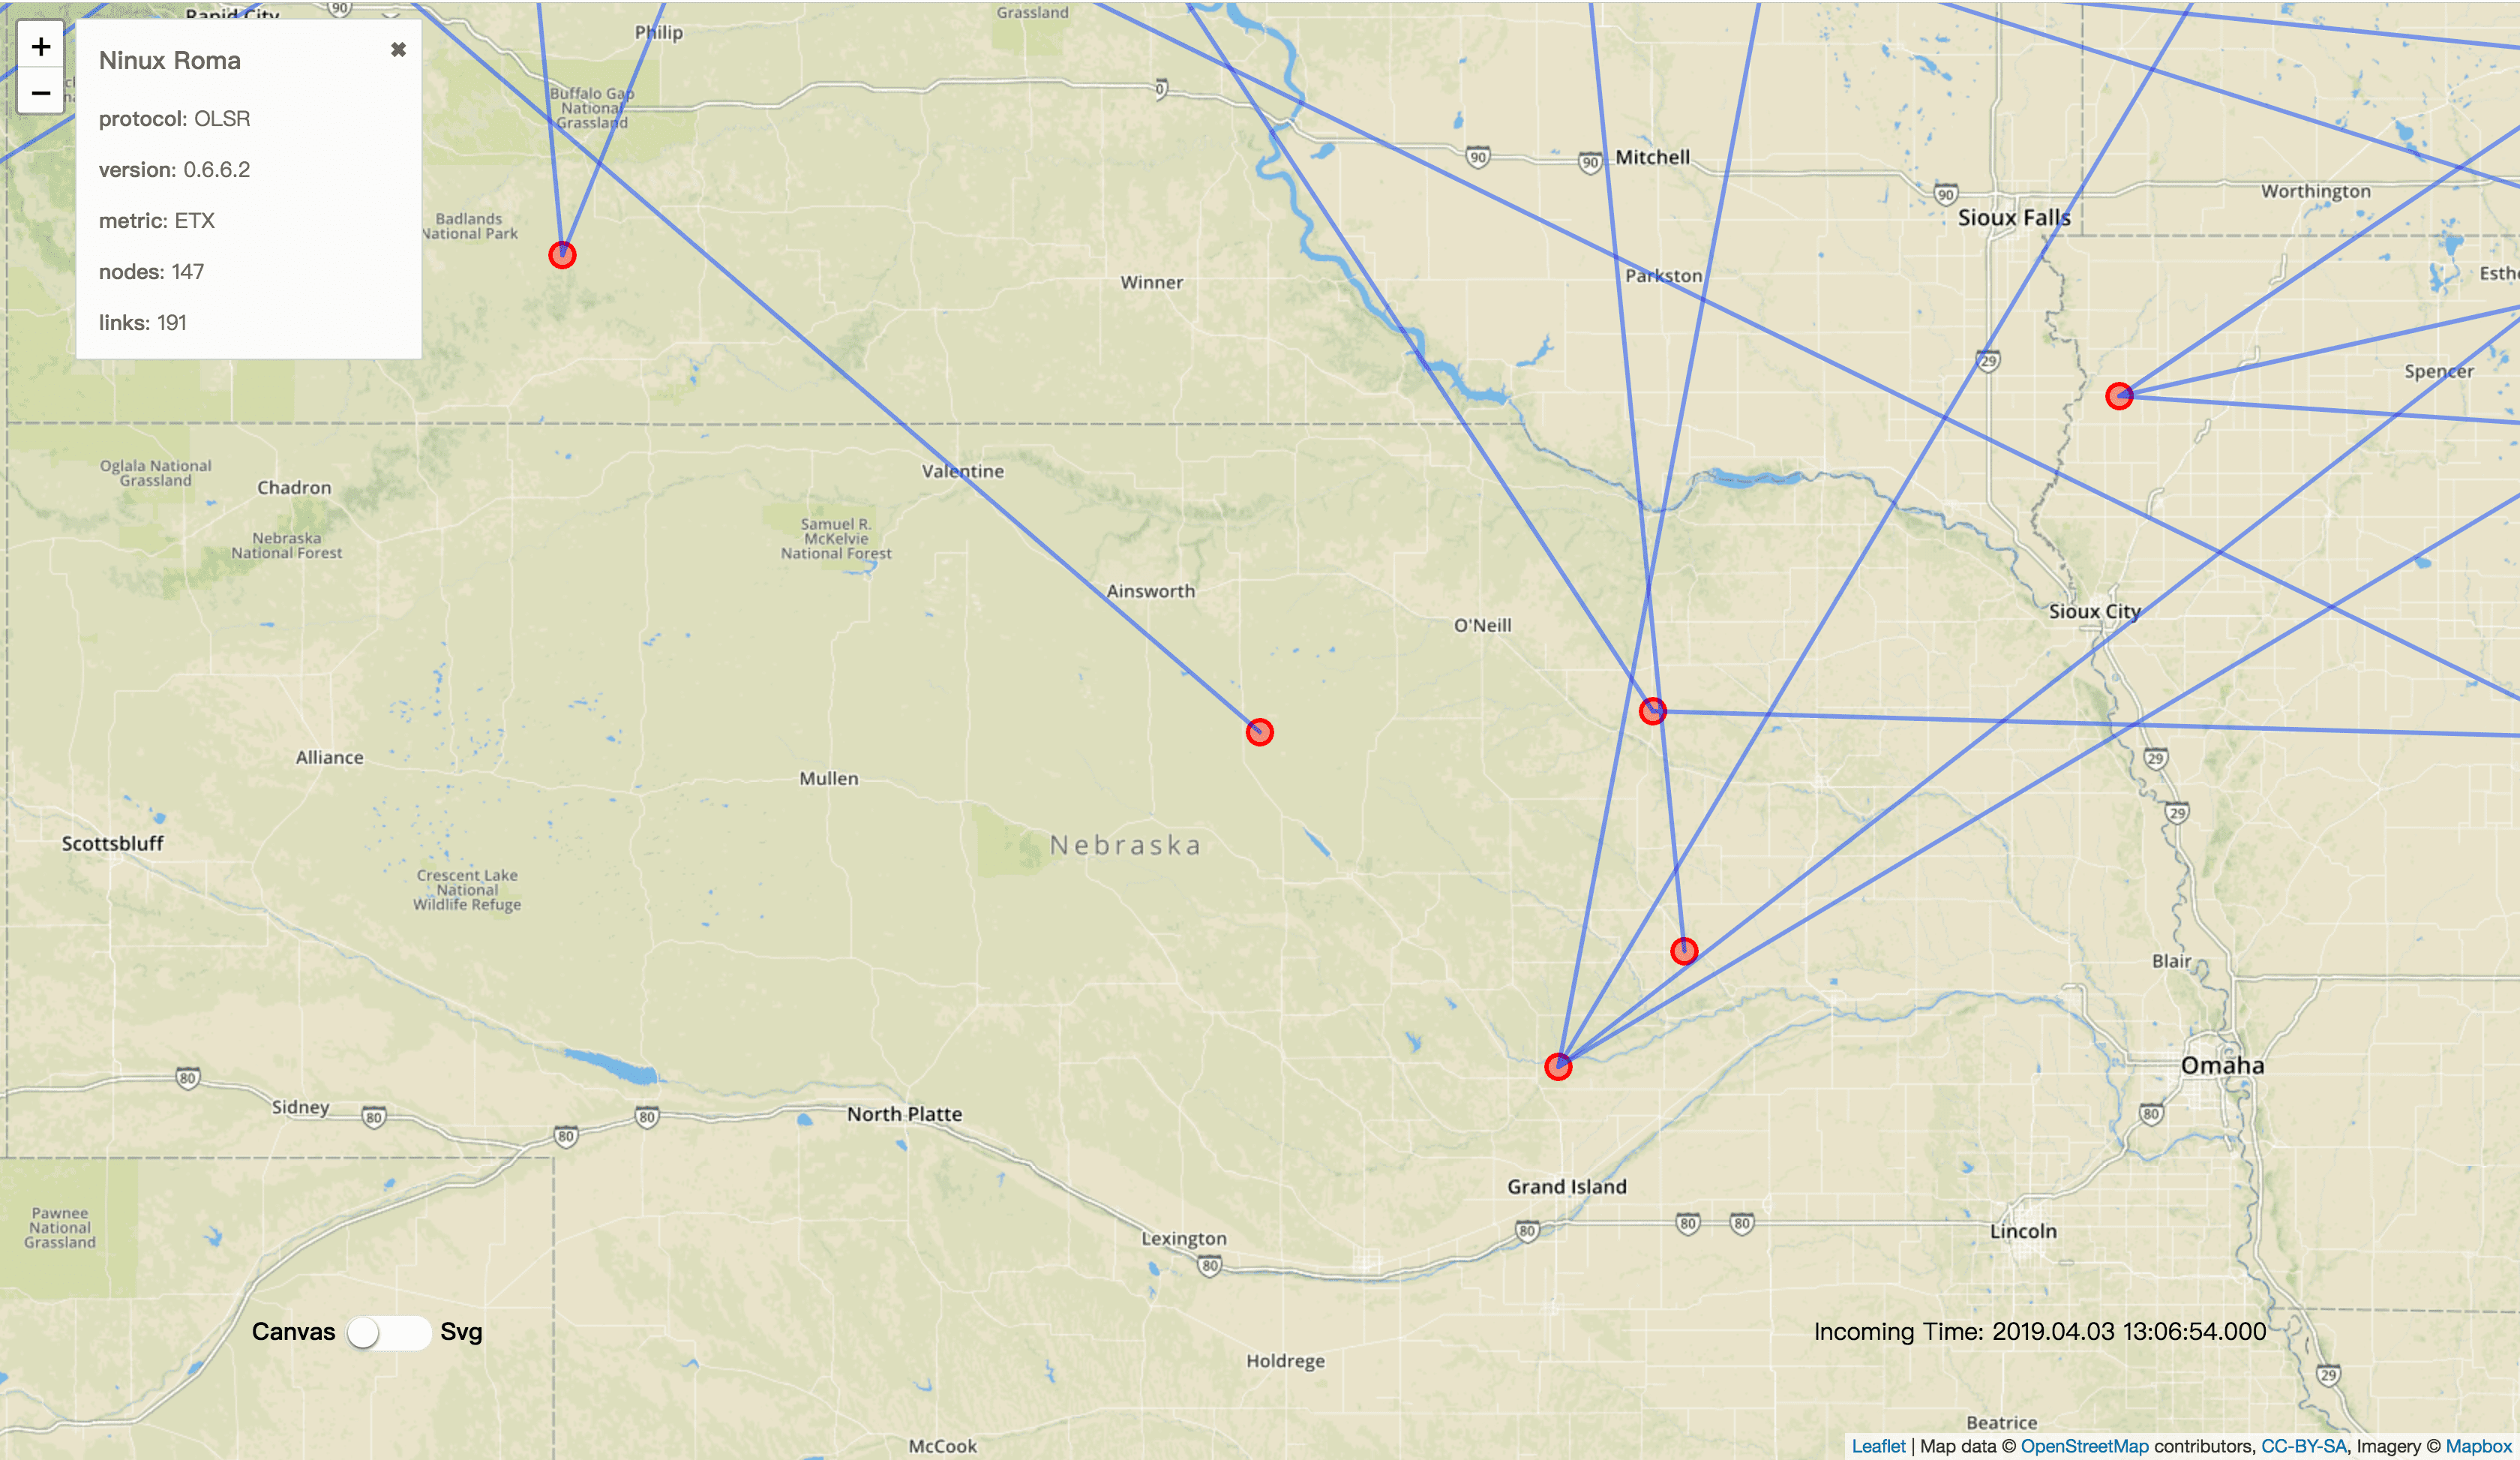 Rapid City
90
Grassland
Philip
+
−
Ninux Roma
✖
protocol: OLSR
version: 0.6.6.2
metric: ETX
nodes: 147
links: 191
Buffalo Gap
National
Grassland
0
90
90
Mitchell
90
Worthington
Sioux Falls
Badlands
National Park
Winner
Parkston
Esthe
29
Spencer
Oglala National
Grassland
Chadron
Valentine
Nebraska
National Forest
Samuel R.
McKelvie
National Forest
Ainsworth
O'Neill
Sioux City
Alliance
Mullen
29
29
Scottsbluff
Nebraska
Crescent Lake
National
Wildlife Refuge
Blair
Omaha
80
Sidney
80
80
80
North Platte
80
Grand Island
Pawnee
National
Grassland
Lexington
80
80
80
80
Lincoln
Canvas
Svg
Incoming Time: 2019.04.03 13:06:54.000
Holdrege
29
Beatrice
McCook
Leaflet | Map data © OpenStreetMap contributors, CC-BY-SA, Imagery © Mapbox